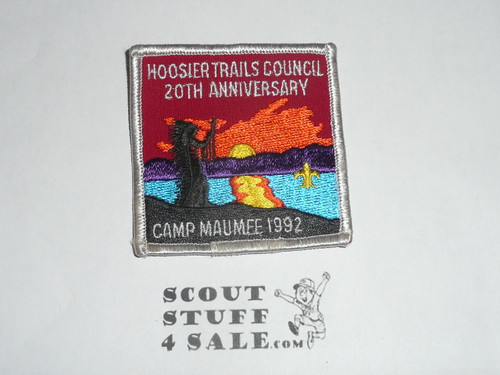 HOOSIER TRAILS COUNCIL
20TH ANNIVERSARY
CAMP MAUMEE 1992
SCOUT
STUFF
4 SALE.COM